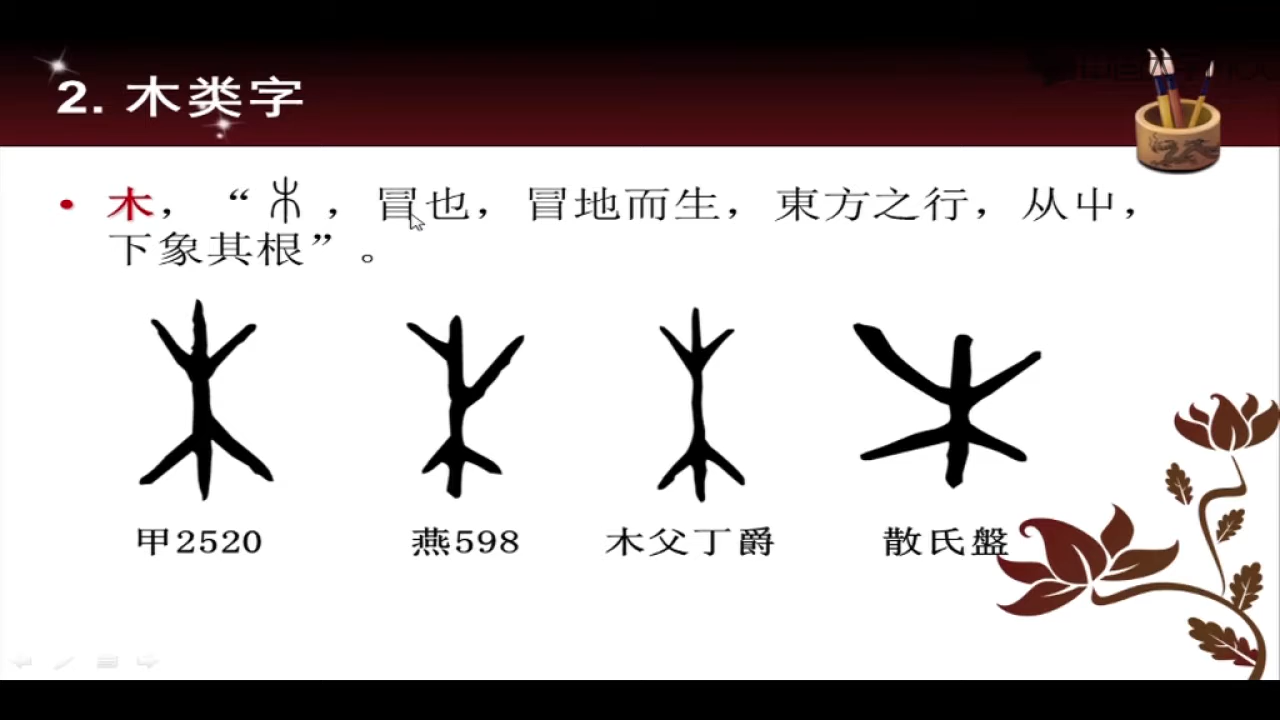 2. 木类字
• 木，“木，冒也，冒地而生，東方之行，从屮，
下象其根”。
甲2520 燕598 木父丁爵 散氏盤